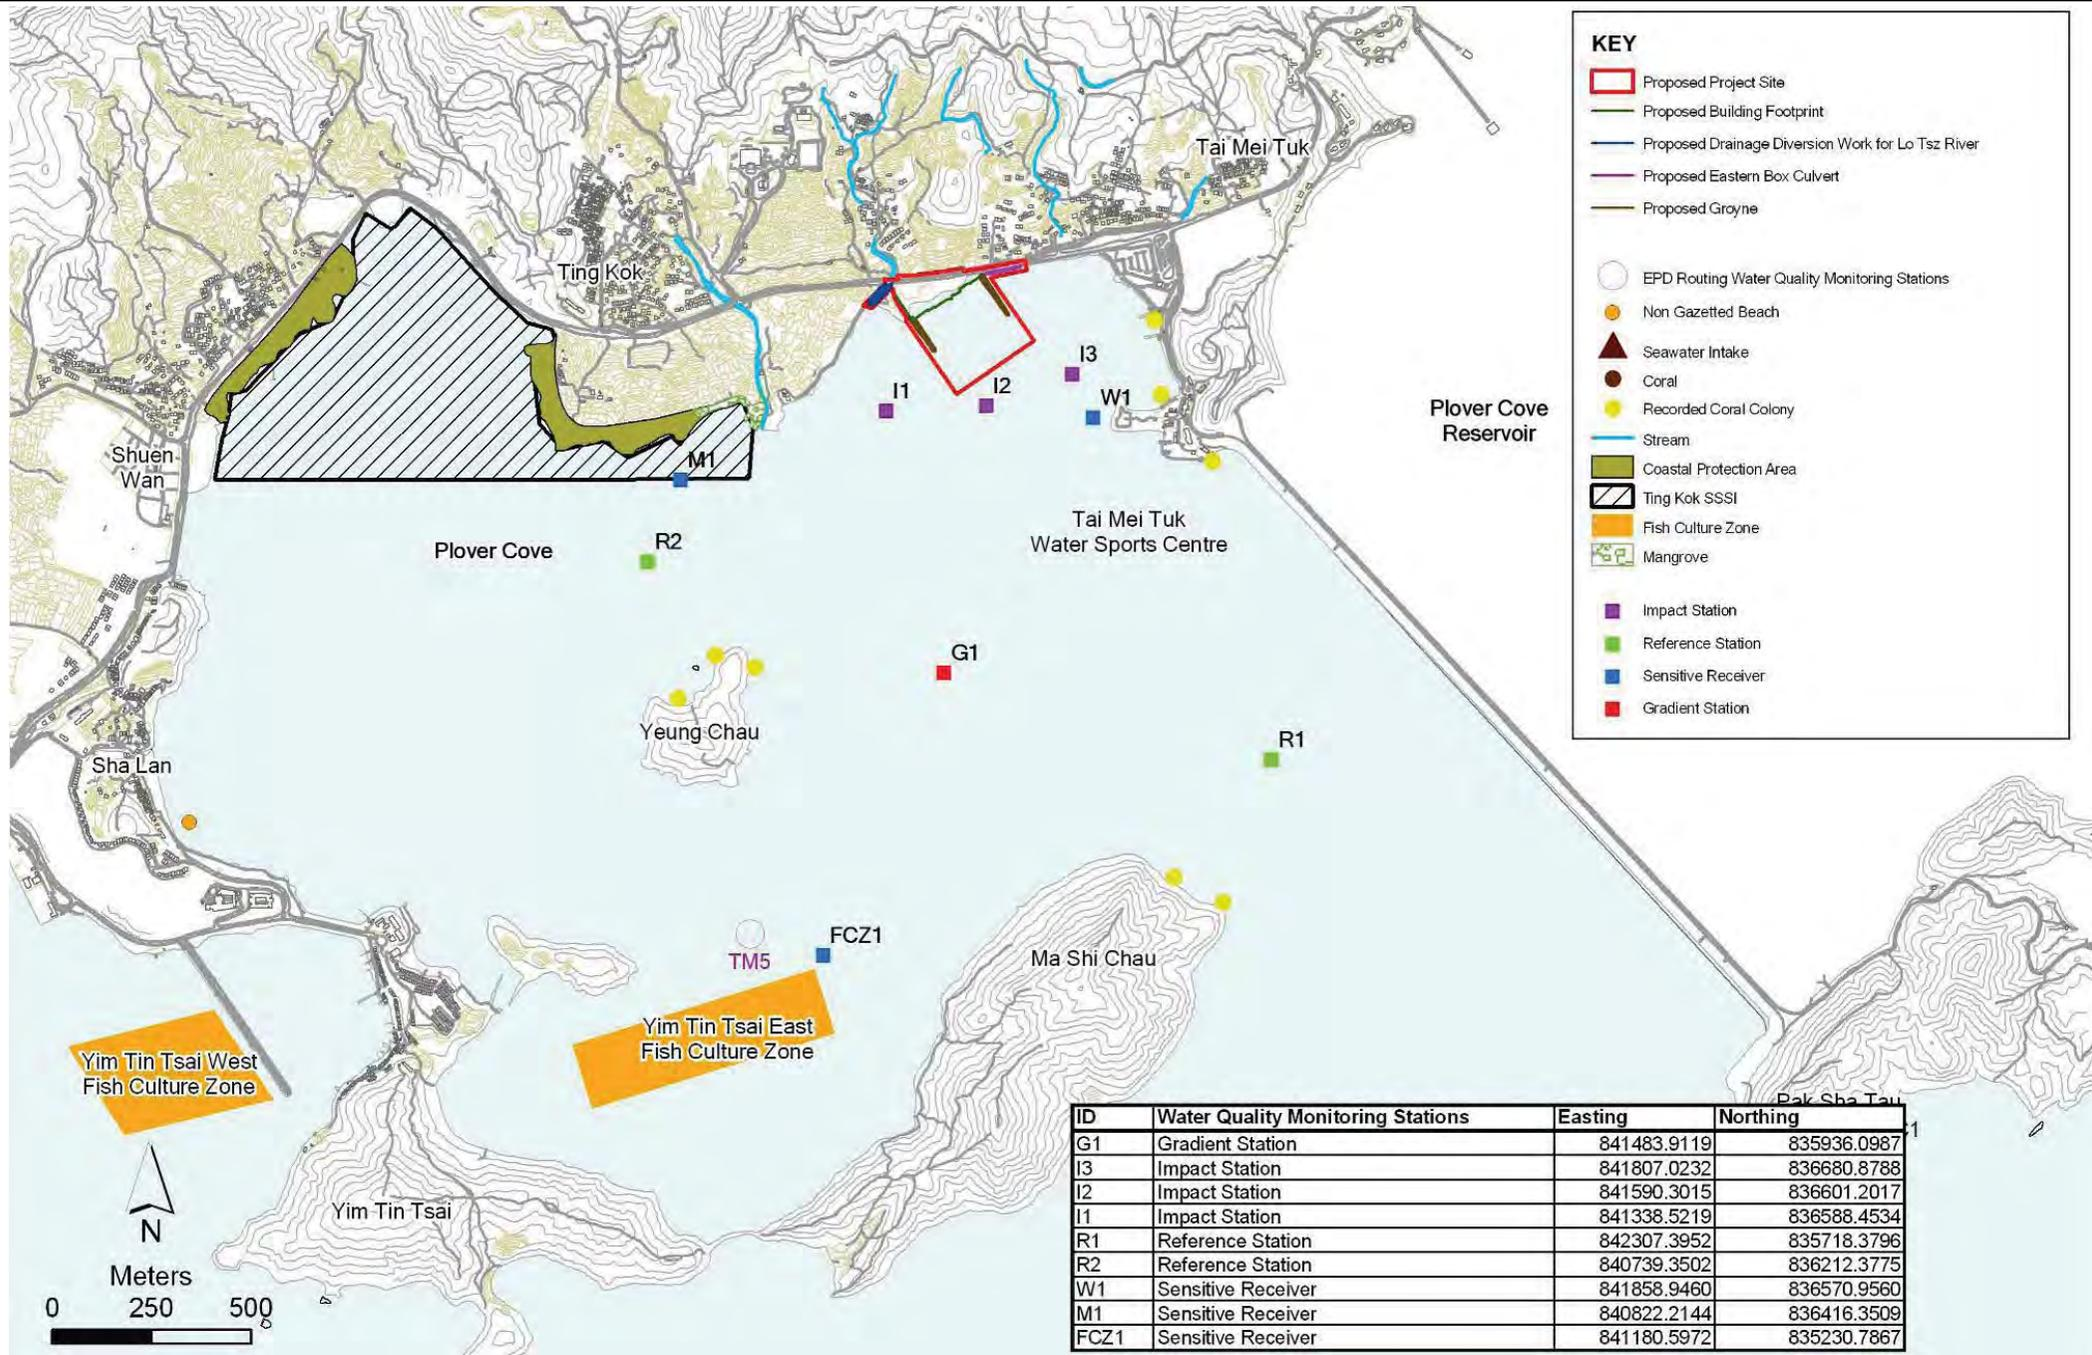 KEY
Proposed Project Site
Proposed Building Footprint
Proposed Drainage Diversion Work for Lo Tsz River
Proposed Eastern Box Culvert
Proposed Groyne
EPD Routing Water Quality Monitoring Stations
Non Gazetted Beach
Seawater Intake
Coral
Recorded Coral Colony
Stream
Coastal Protection Area
Ting Kok SSSI
Fish Culture Zone
Mangrove
Impact Station
Reference Station
Sensitive Receiver
Gradient Station
Tai Mei Tuk
Ting Kok
I3
I1
I2
W1
Plover Cove
Reservoir
Shuen
Wan
M1
Tai Mei Tuk
Water Sports Centre
R2
Plover Cove
G1
Yeung Chau
R1
Sha Lan
FCZ1
TM5
Ma Shi Chau
Yim Tin Tsai East
Fish Culture Zone
Yim Tin Tsai West
Fish Culture Zone
Pak Sha Tau
Yim Tin Tsai
N
Meters
0 250 500
ID Water Quality Monitoring Stations Easting Northing
G1 Gradient Station 841483.9119 835936.0987
I3 Impact Station 841807.0232 836680.8788
I2 Impact Station 841590.3015 836601.2017
I1 Impact Station 841338.5219 836588.4534
R1 Reference Station 842307.3952 835718.3796
R2 Reference Station 840739.3502 836212.3775
W1 Sensitive Receiver 841858.9460 836570.9560
M1 Sensitive Receiver 840822.2144 836416.3509
FCZ1 Sensitive Receiver 841180.5972 835230.7867